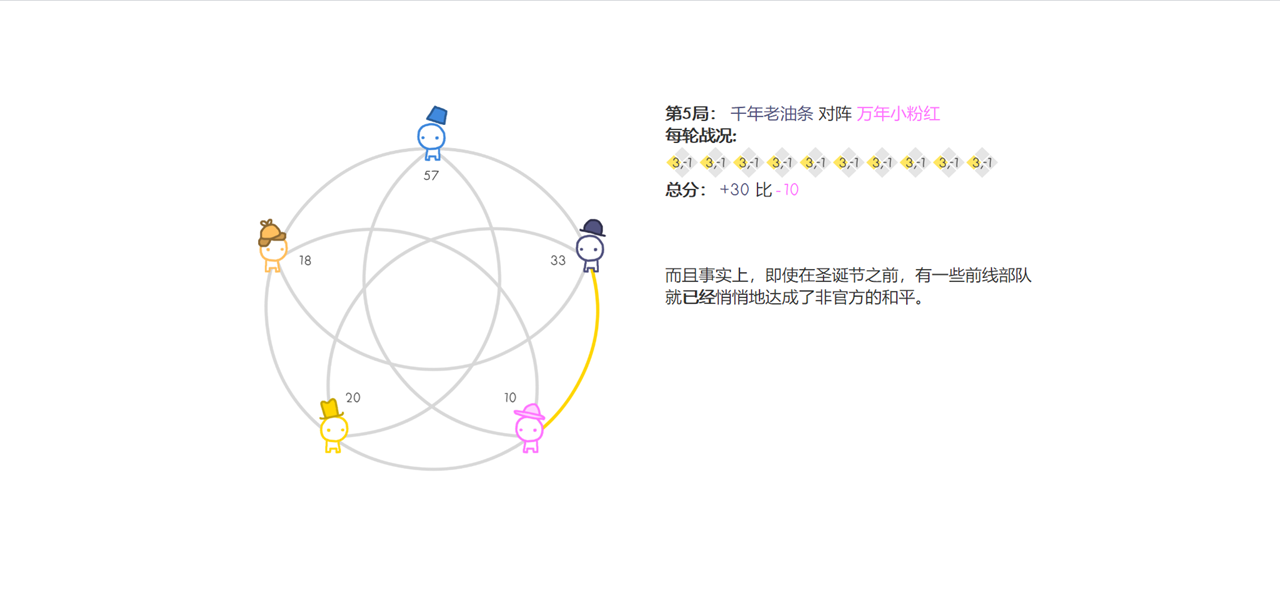 第5局： 千年老油条 对阵 万年小粉红
每轮战况:
3,-1 3,-1 3,-1 3,-1 3,-1 3,-1 3,-1 3,-1 3,-1 3,-1
总分： +30 比 -10
57
18
33
而且事实上，即使在圣诞节之前，有一些前线部队
就已经悄悄地达成了非官方的和平。
20
10